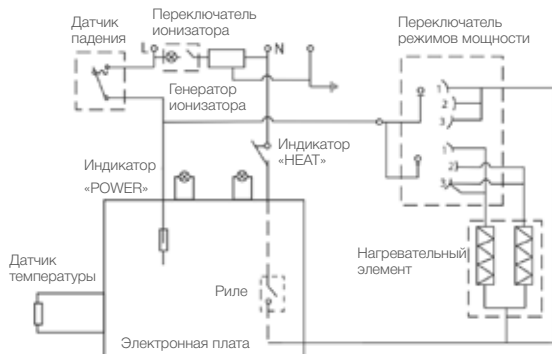 Датчик
падения
Переключатель
ионизатора
L
N
Переключатель
режимов мощности
Генератор
ионизатора
1
2
3
1
2
3
Индикатор
«HEAT»
Индикатор
«POWER»
Датчик
температуры
Риле
Нагревательный
элемент
Электронная плата